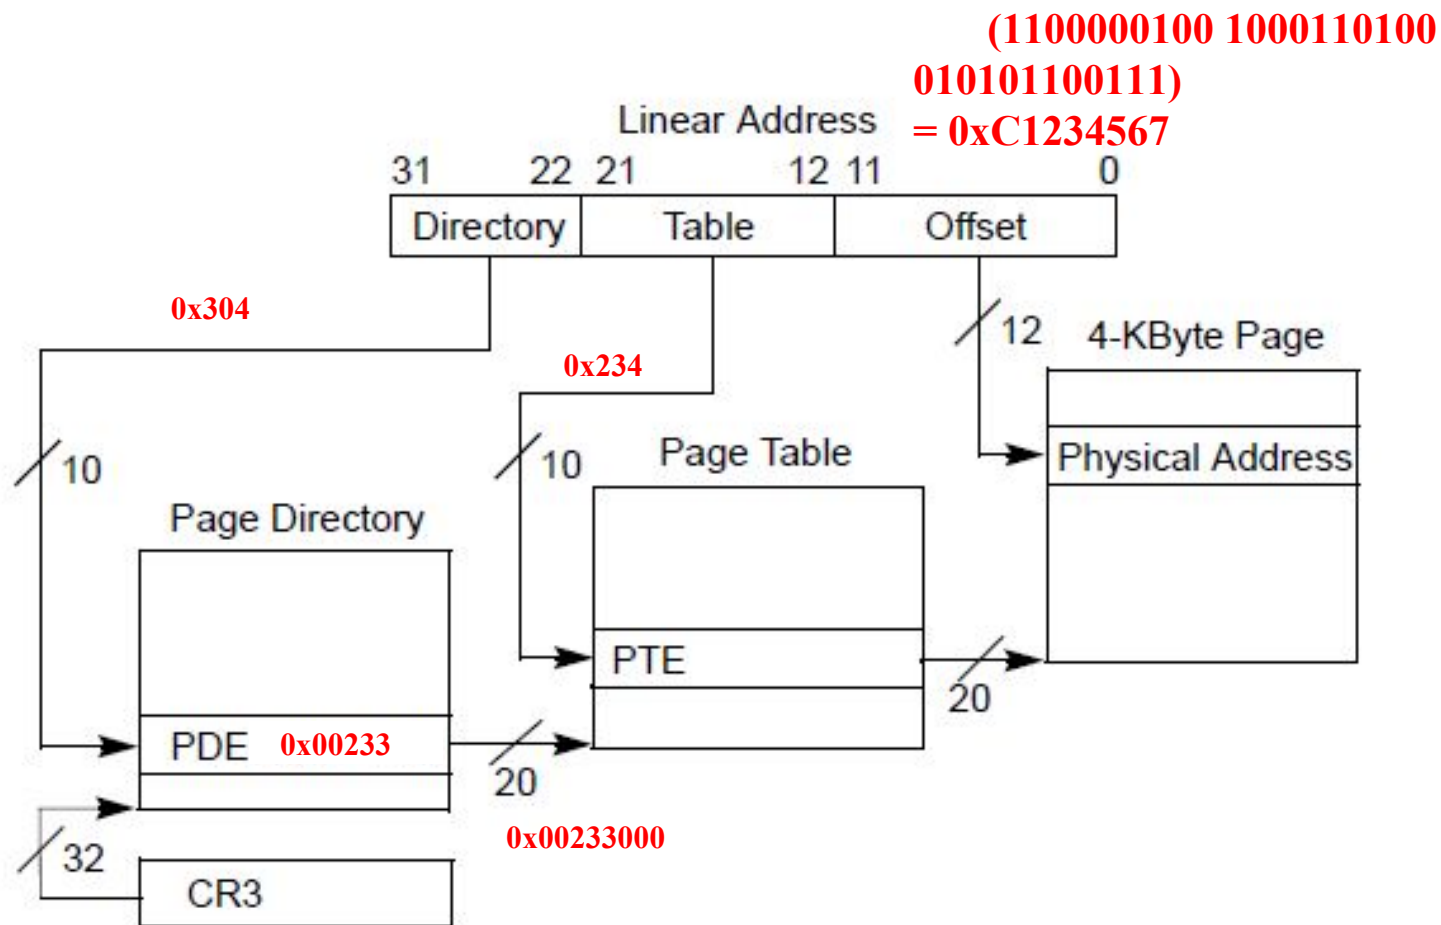 (1100000100 1000110100
010101100111)
= 0xC1234567
Linear Address
31 22 21 12 11 0
Directory Table Offset
0x304
12
4-KByte Page
0x234
Physical Address
10
10
Page Table
Page Directory
PTE
20
PDE 0x00233
20
0x00233000
32
CR3